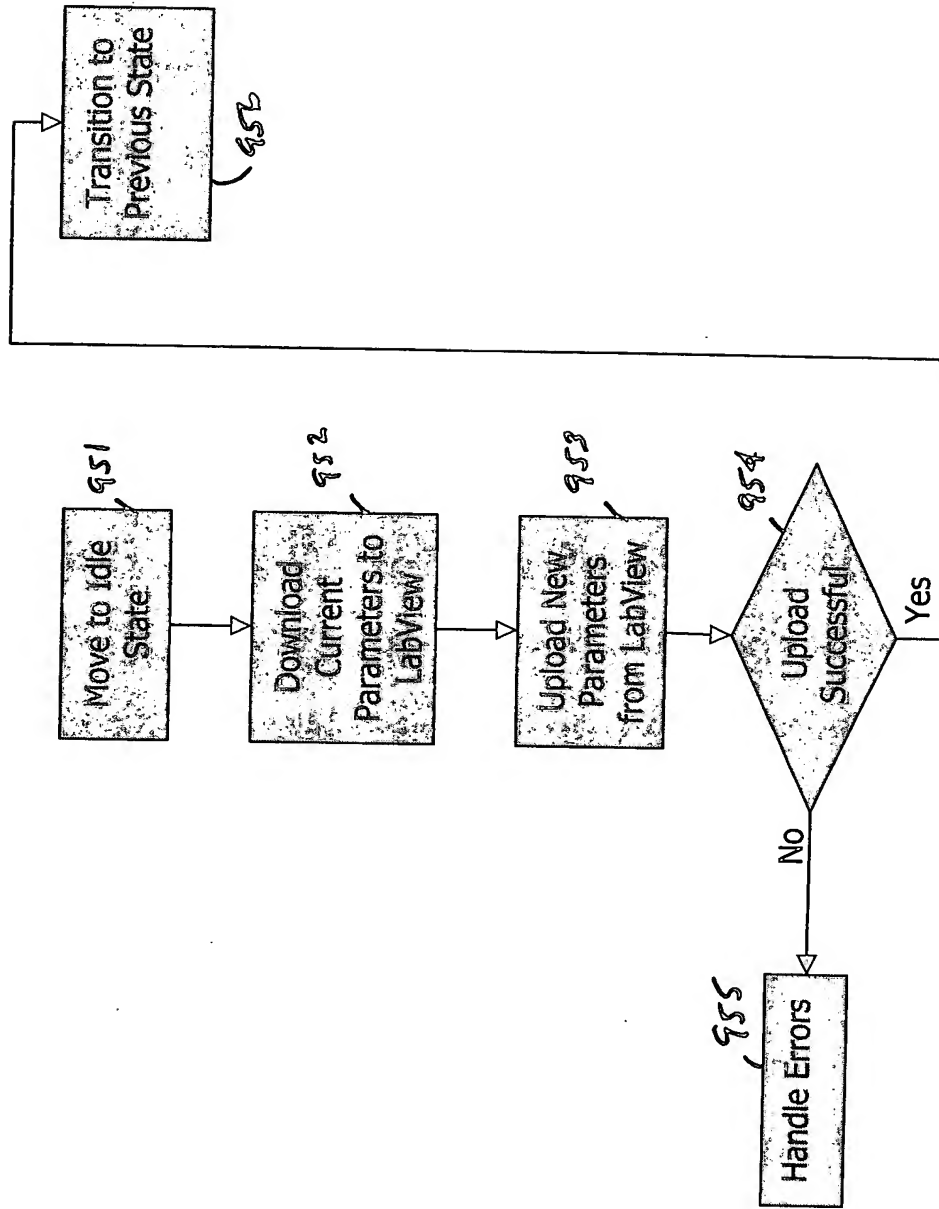 Move to Idle
State
951
Download
Current
Parameters to
LabView
952
Upload New
Parameters
from LabView
953
Upload
Successful
954
No
Yes
Handle Errors
955
Transition to
Previous State
956